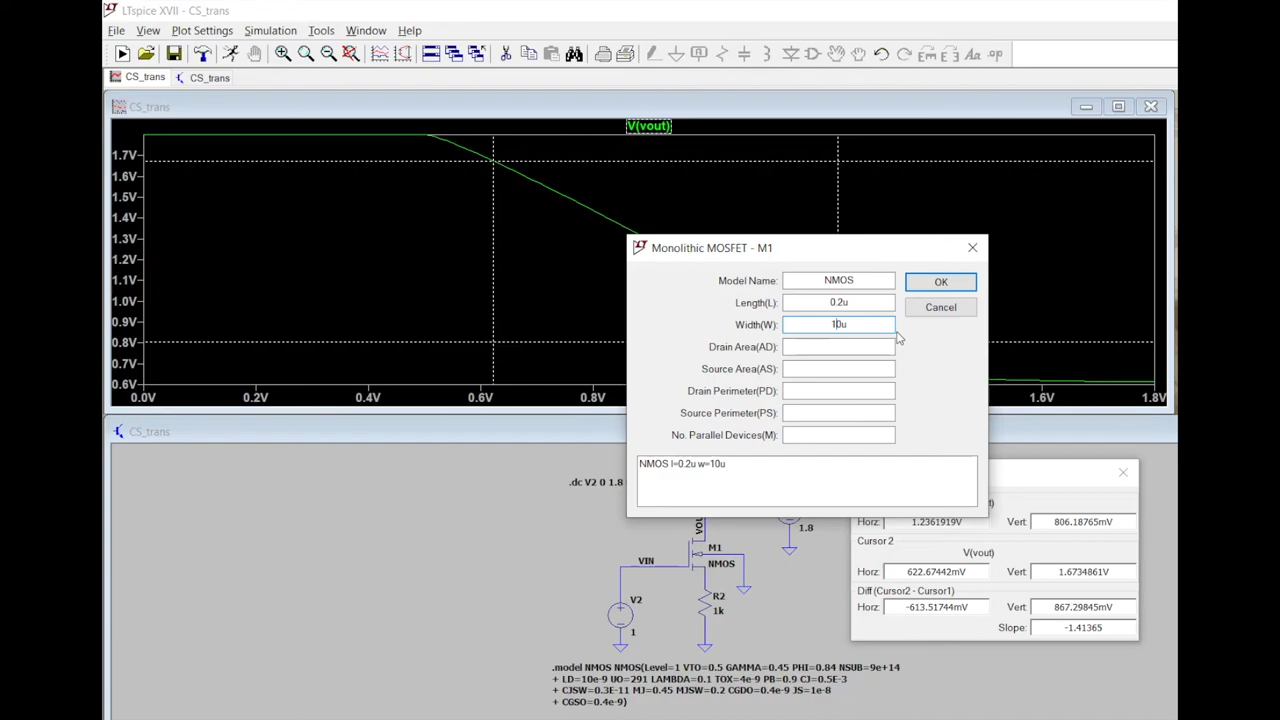 LTspice XVII - CS_trans
File View Plot Settings Simulation Tools Window Help
CS_trans CS_trans
CS_trans
V(vout)
1.7V
1.6V
1.5V
1.4V
1.3V
1.2V
1.1V
1.0V
0.9V
0.8V
0.7V
0.6V
0.0V 0.2V 0.4V 0.6V 0.8V 1.6V 1.8V
Monolithic MOSFET - M1
Model Name: NMOS OK
Length(L): 0.2u Cancel
Width(W): 10u
Drain Area(AD):
Source Area(AS):
Drain Perimeter(PD):
Source Perimeter(PS):
No. Parallel Devices(M):
NMOS l=0.2u w=10u
CS_trans
.dc V2 0 1.8
VOU
1.8
M1
VIN
NMOS
R2
V2
1k
1
Horz: 1.2361919V Vert: 806.18765mV
Cursor 2
V(vout)
Horz: 622.67442mV Vert: 1.6734861V
Diff (Cursor2 - Cursor1)
Horz: -613.51744mV Vert: 867.29845mV
Slope: -1.41365
.model NMOS NMOS(Level=1 VTO=0.5 GAMMA=0.45 PHI=0.84 NSUB=9e+14
+ LD=10e-9 UO=291 LAMBDA=0.1 TOX=4e-9 PB=0.9 CJ=0.5E-3
+ CJSW=0.3E-11 MJ=0.45 MJSW=0.2 CGDO=0.4e-9 JS=1e-8
+ CGSO=0.4e-9)